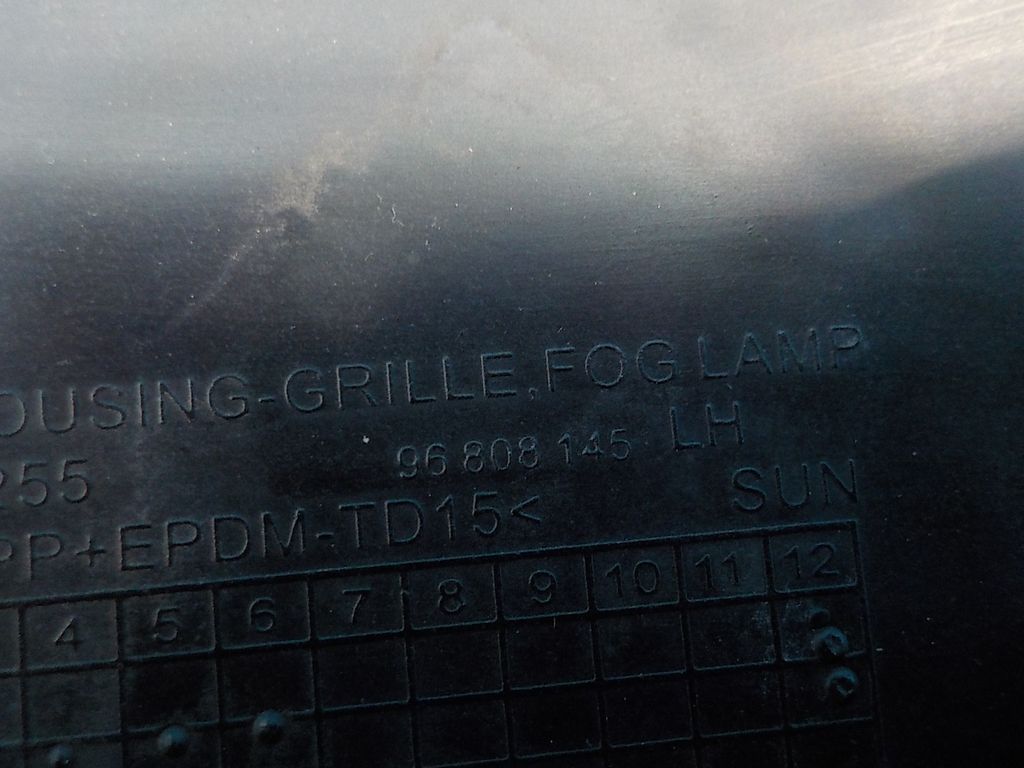 OUSING-GRILLE,FOG LAMP
255 96 808 145 LH
PP+EPDM-TD15< SUN
4 5 6 7 8 9 10 11 12